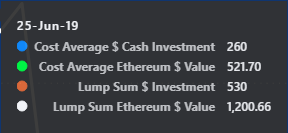 25-Jun-19
Cost Average $ Cash Investment 260
Cost Average Ethereum $ Value 521.70
Lump Sum $ Investment 530
Lump Sum Ethereum $ Value 1,200.66